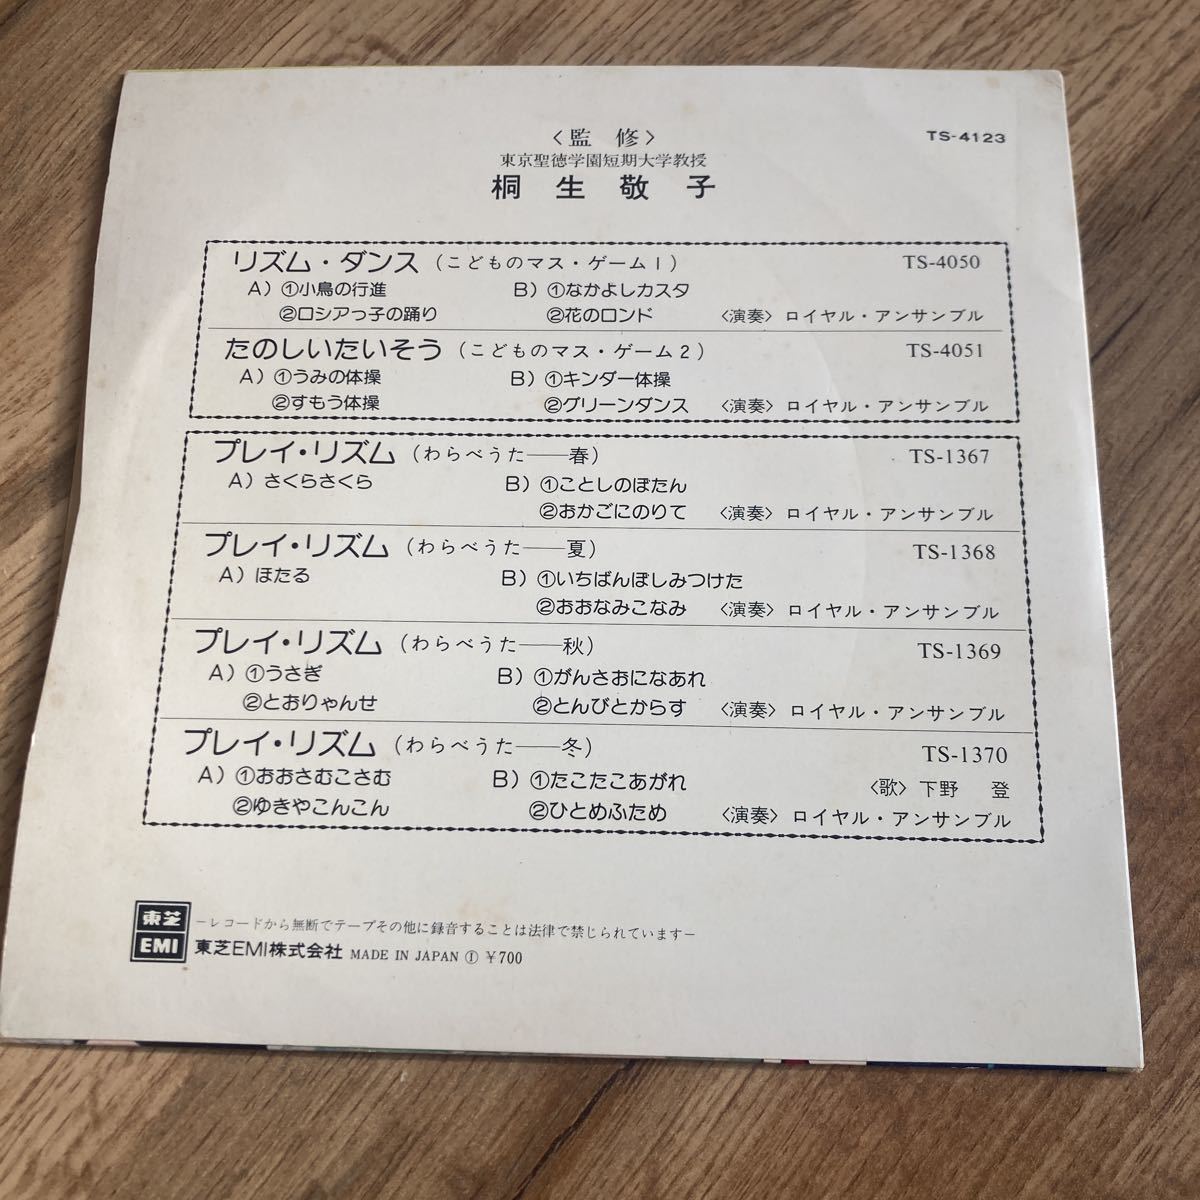 TS-4123
〈監修〉
東京聖徳学園短期大学教授
桐生敬子
リズム・ダンス（こどものマス・ゲーム１） TS-4050
A）①小鳥の行進 B）①なかよしカスタ
②ロシアっ子の踊り ②花のロンド 〈演奏〉ロイヤル・アンサンブル
たのしいたいそう（こどものマス・ゲーム２） TS-4051
A）①うみの体操 B）①キンダー体操
②すもう体操 ②グリーンダンス 〈演奏〉ロイヤル・アンサンブル
プレイ・リズム（わらべうた──春） TS-1367
A）さくらさくら B）①ことしのぼたん
②おかごにのりて 〈演奏〉ロイヤル・アンサンブル
プレイ・リズム（わらべうた──夏） TS-1368
A）ほたる B）①いちばんぼしみつけた
②おおなみこなみ 〈演奏〉ロイヤル・アンサンブル
プレイ・リズム（わらべうた──秋） TS-1369
A）①うさぎ B）①がんさおになあれ
②とおりゃんせ ②とんびとからす 〈演奏〉ロイヤル・アンサンブル
プレイ・リズム（わらべうた──冬） TS-1370
A）①おおさむこさむ B）①たこたこあがれ 〈歌〉下野 登
②ゆきやこんこん ②ひとめふため 〈演奏〉ロイヤル・アンサンブル
東芝
EMI
－レコードから無断でテープその他に録音することは法律で禁じられています－
東芝EMI株式会社 MADE IN JAPAN Ⓘ ￥700